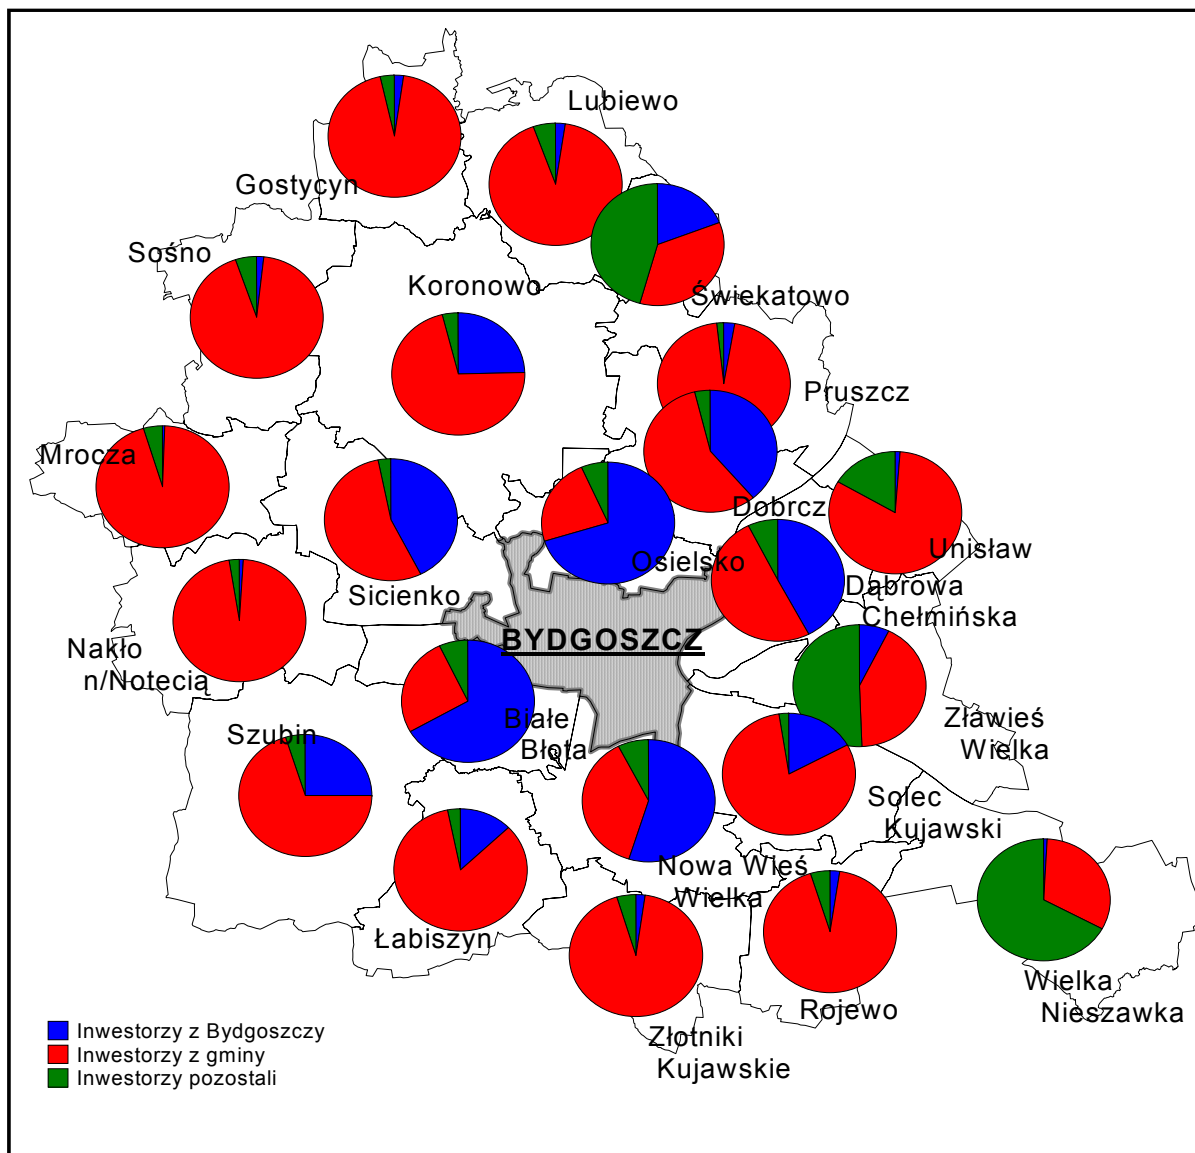 Lubiewo
Gostycyn
Sośno
Koronowo
Świekatowo
Pruszcz
Mrocza
Dobrcz
Osielsko
Unisław
Sicienko
Dąbrowa
Chełmińska
BYDGOSZCZ
Nakło
n/Notecią
Białe
Błota
Zławieś
Wielka
Szubin
Solec
Kujawski
Nowa Wieś
Wielka
Łabiszyn
Wielka
Nieszawka
Rojewo
Złotniki
Kujawskie
Inwestorzy z Bydgoszczy
Inwestorzy z gminy
Inwestorzy pozostali